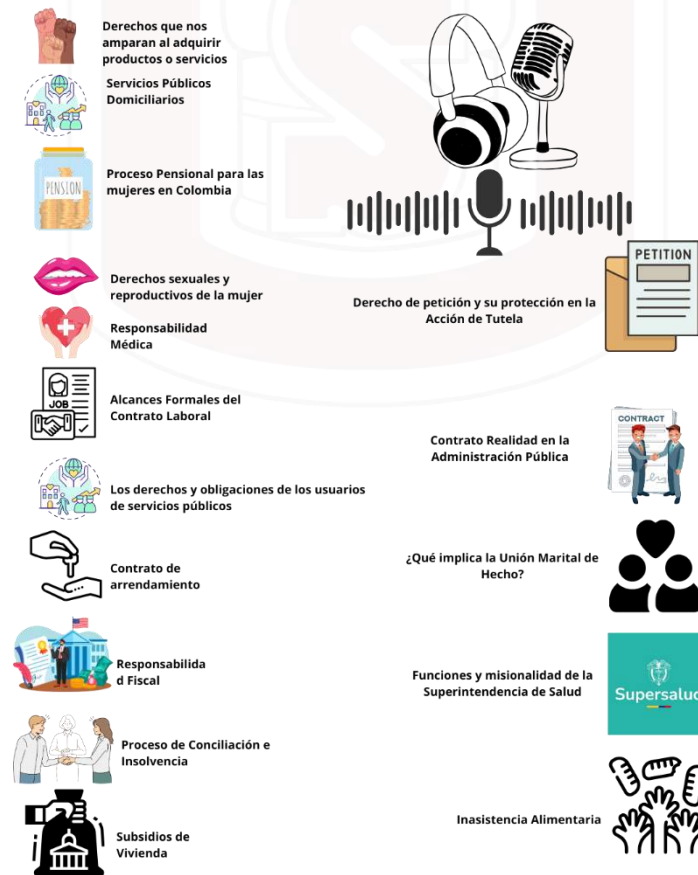 Derechos que nos
amparan al adquirir
productos o servicios
Servicios Públicos
Domiciliarios
PENSION
Proceso Pensional para las
mujeres en Colombia
Derechos sexuales y
reproductivos de la mujer
Responsabilidad
Médica
JOB
Alcances Formales del
Contrato Laboral
Los derechos y obligaciones de los usuarios
de servicios públicos
Contrato de
arrendamiento
Responsabilida
d Fiscal
Proceso de Conciliación e
Insolvencia
Subsidios de
Vivienda
PETITION
Derecho de petición y su protección en la
Acción de Tutela
CONTRACT
Contrato Realidad en la
Administración Pública
¿Qué implica la Unión Marital de
Hecho?
Funciones y misionalidad de la
Superintendencia de Salud
Supersalud
Inasistencia Alimentaria